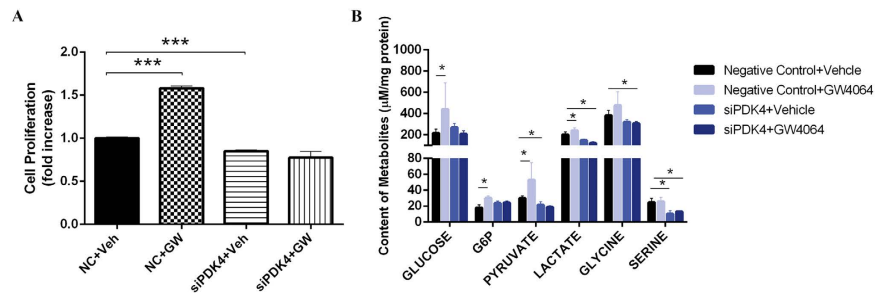 A
Cell Proliferation
(fold increase)
2.0
1.5
1.0
0.5
0.0
***
***
NC+Veh
NC+GW
siPDK4+Veh
siPDK4+GW
B
Content of Metabolites (µM/mg protein)
1000
800
600
400
200
80
60
40
20
0
*
*
*
*
*
*
*
*
*
GLUCOSE
G6P
PYRUVATE
LACTATE
GLYCINE
SERINE
Negative Control+Vehcle
Negative Control+GW4064
siPDK4+Vehicle
siPDK4+GW4064